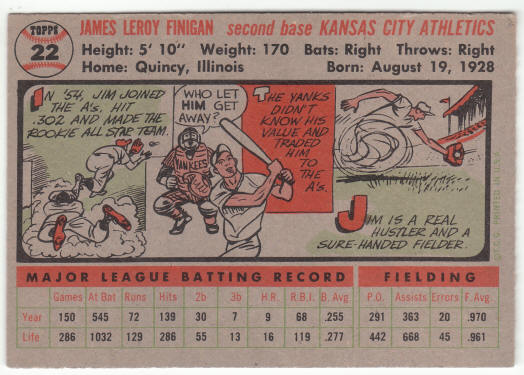 TOPPS
22
JAMES LEROY FINIGAN second base KANSAS CITY ATHLETICS
Height: 5' 10" Weight: 170 Bats: Right Throws: Right
Home: Quincy, Illinois Born: August 19, 1928
IN '54, JIM JOINED
THE A's, HIT
.302 AND MADE THE
ROOKIE ALL STAR TEAM.
WHO LET
HIM GET
AWAY?
YANKEES
THE YANKS
DIDN'T
KNOW HIS
VALUE AND
TRADED
HIM
TO THE
A's.
JIM IS A REAL
HUSTLER AND A
SURE-HANDED FIELDER.
©T.C.G. PRINTED IN U.S.A.
MAJOR LEAGUE BATTING RECORD FIELDING
Games At Bat Runs Hits 2b 3b H.R. R.B.I. B. Avg P.O. Assists Errors F. Avg
Year 150 545 72 139 30 7 9 68 .255 291 363 20 .970
Life 286 1032 129 286 55 13 16 119 .277 442 668 45 .961